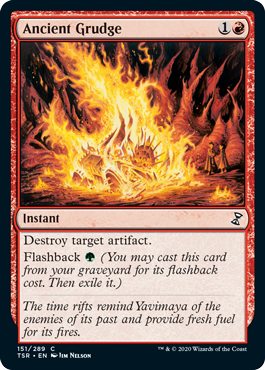 Ancient Grudge 1
Instant
Destroy target artifact.
Flashback (You may cast this card
from your graveyard for its flashback
cost. Then exile it.)
The time rifts remind Yavimaya of the
enemies of its past and provide fresh fuel
for its fires.
151/289 C
TSR • EN Jim Nelson
™ & © 2020 Wizards of the Coast